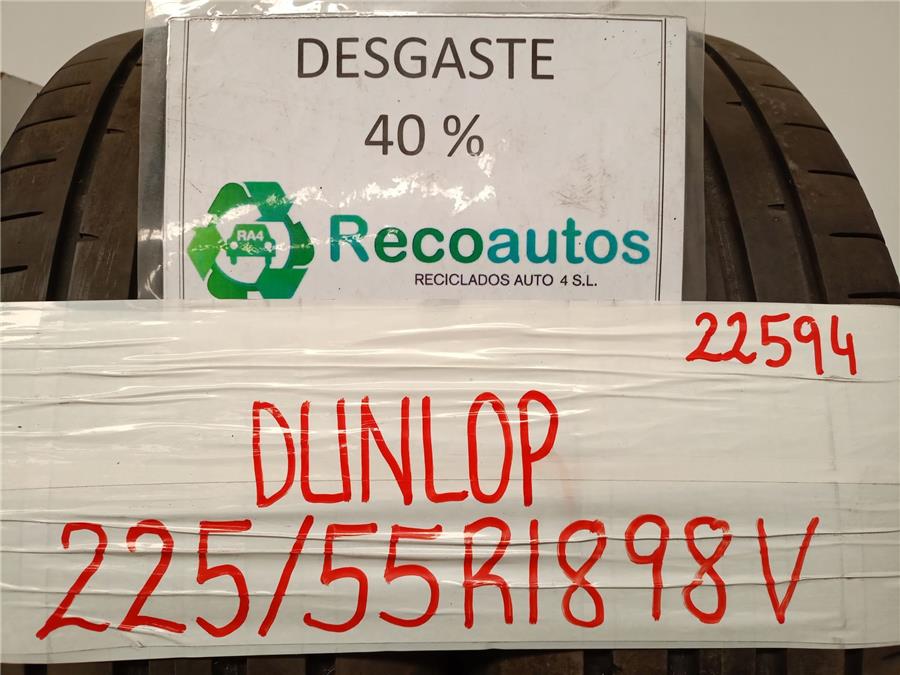 DESGASTE
40 %
RA4
Recoautos
RECICLADOS AUTO 4 S.L.
22594
DUNLOP
225/55R1898V